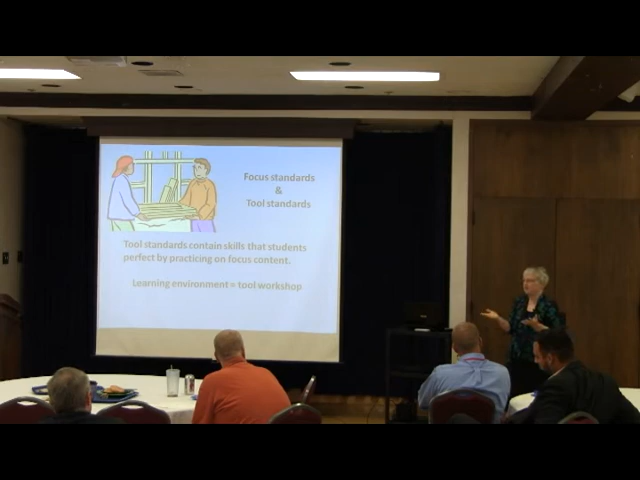 Focus standards
&
Tool standards
Tool standards contain skills that students
perfect by practicing on focus content.
Learning environment = tool workshop